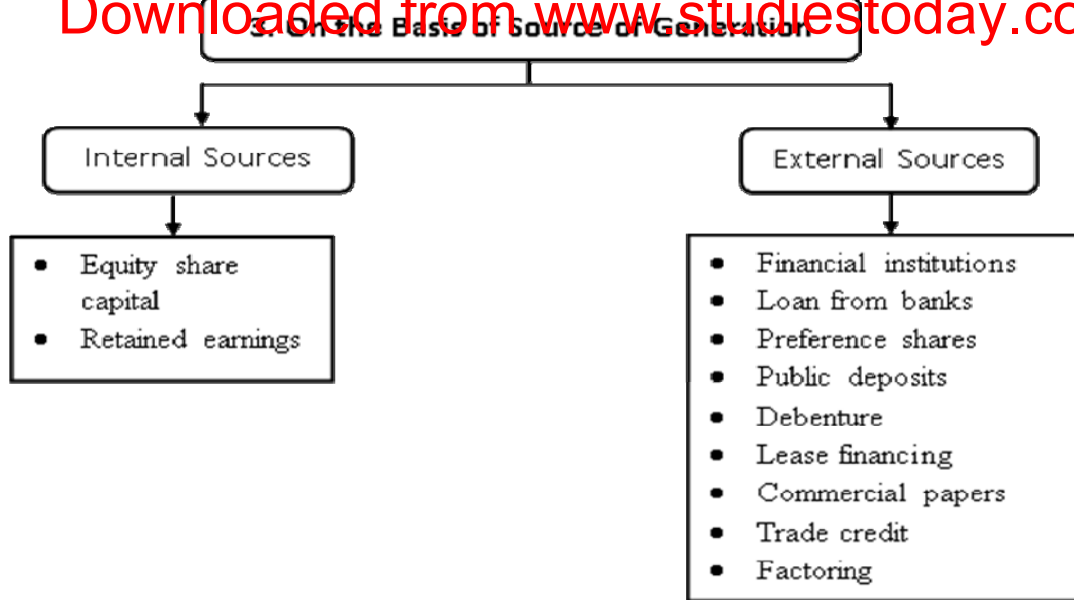 Downloaded from www.studiestoday.co
3. On the Basis of Source of Generation
Internal Sources
External Sources
• Equity share
capital
• Retained earnings
• Financial institutions
• Loan from banks
• Preference shares
• Public deposits
• Debenture
• Lease financing
• Commercial papers
• Trade credit
• Factoring